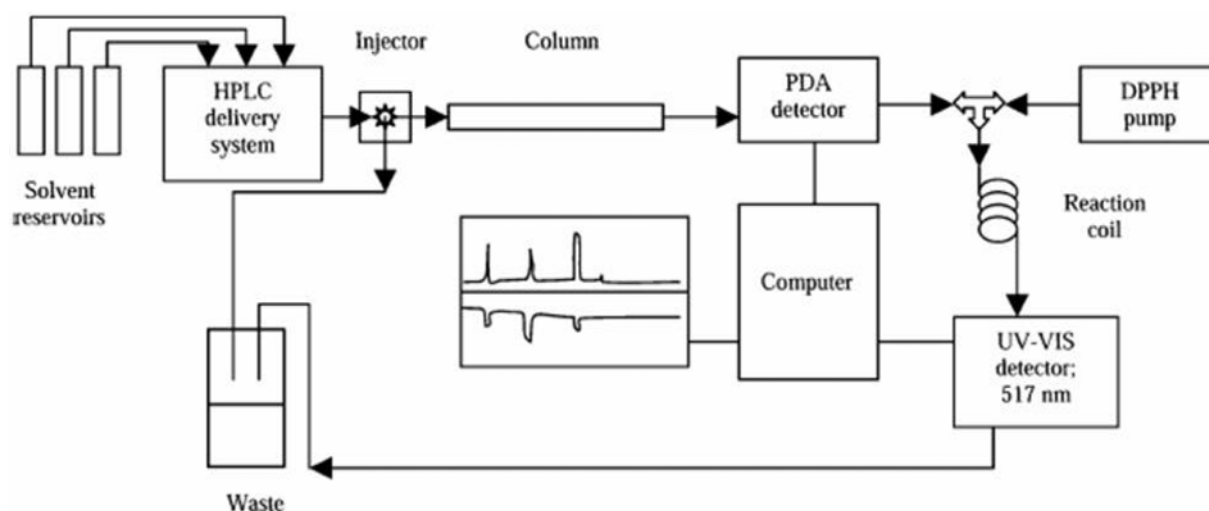 Injector
Column
HPLC
delivery
system
PDA
detector
DPPH
pump
Solvent
reservoirs
Reaction
coil
Computer
UV-VIS
detector;
517 nm
Waste